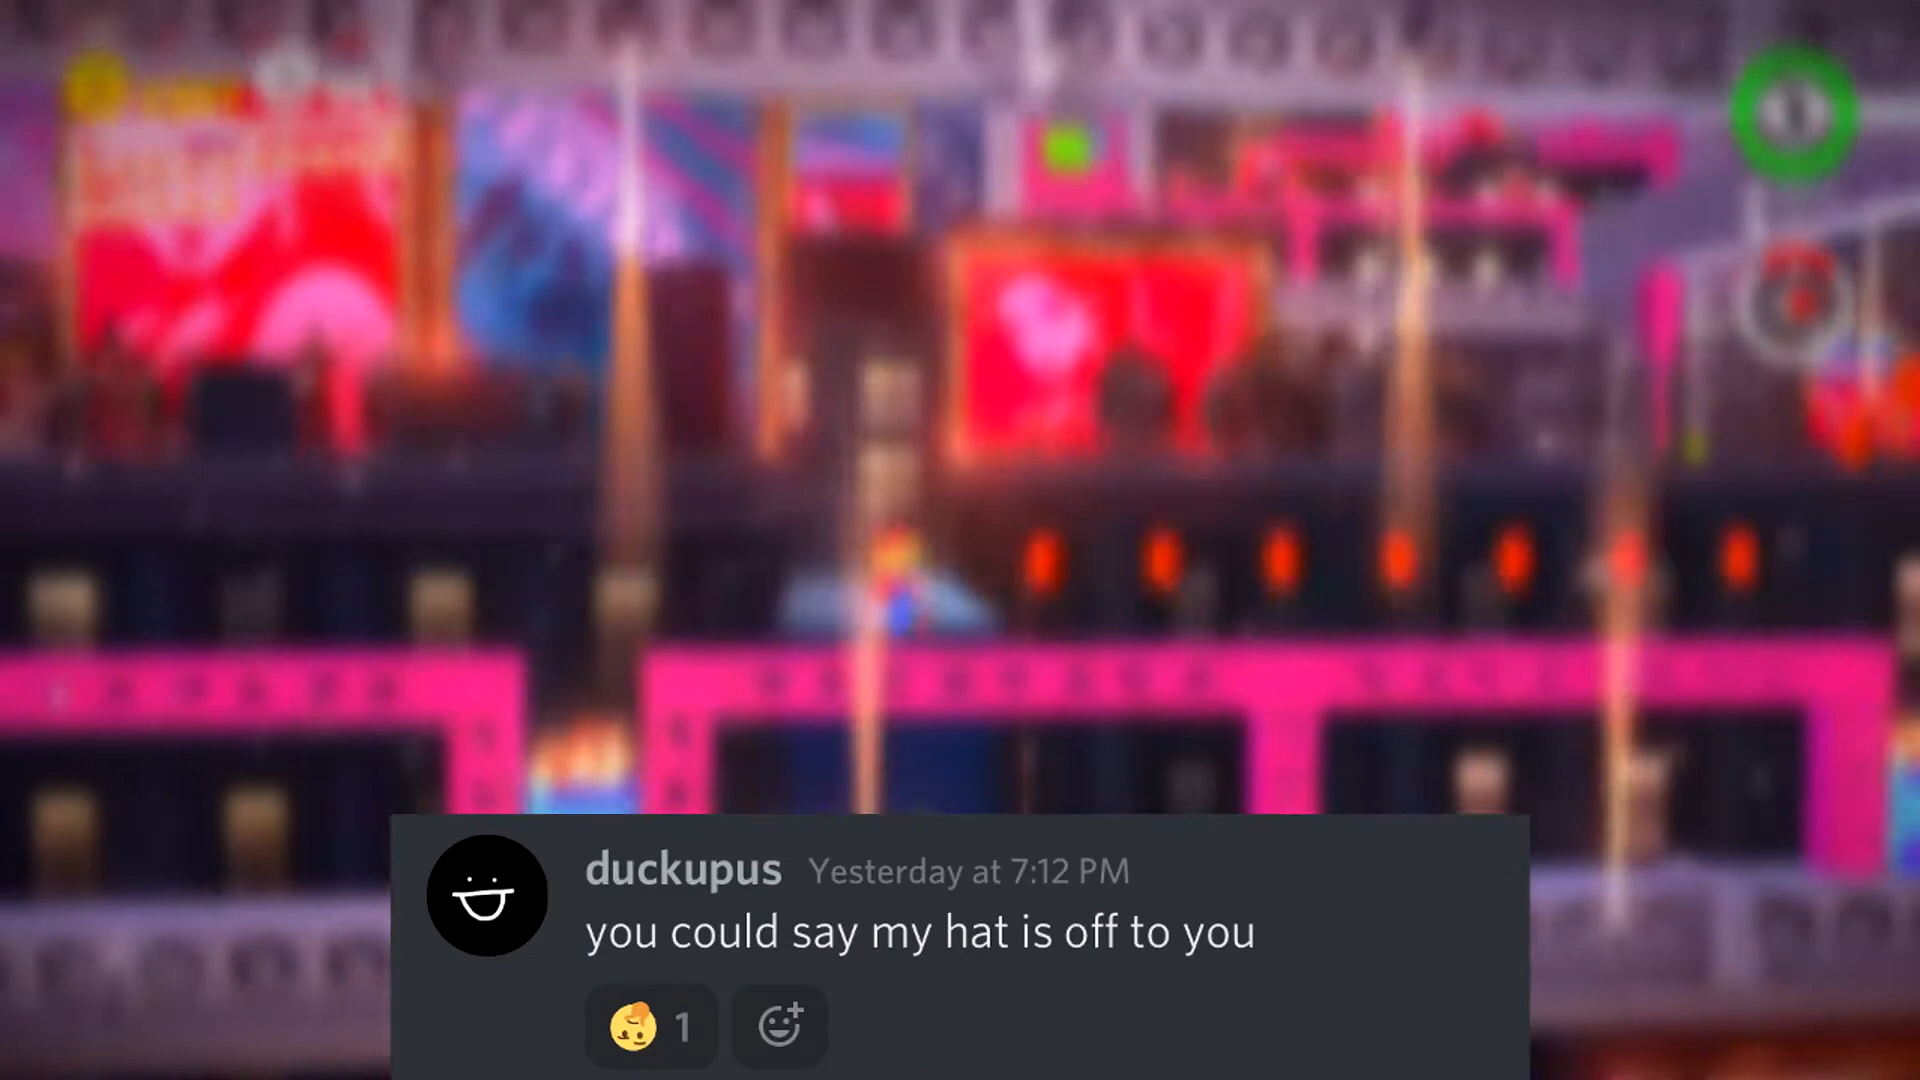 duckupus Yesterday at 7:12 PM
you could say my hat is off to you
1